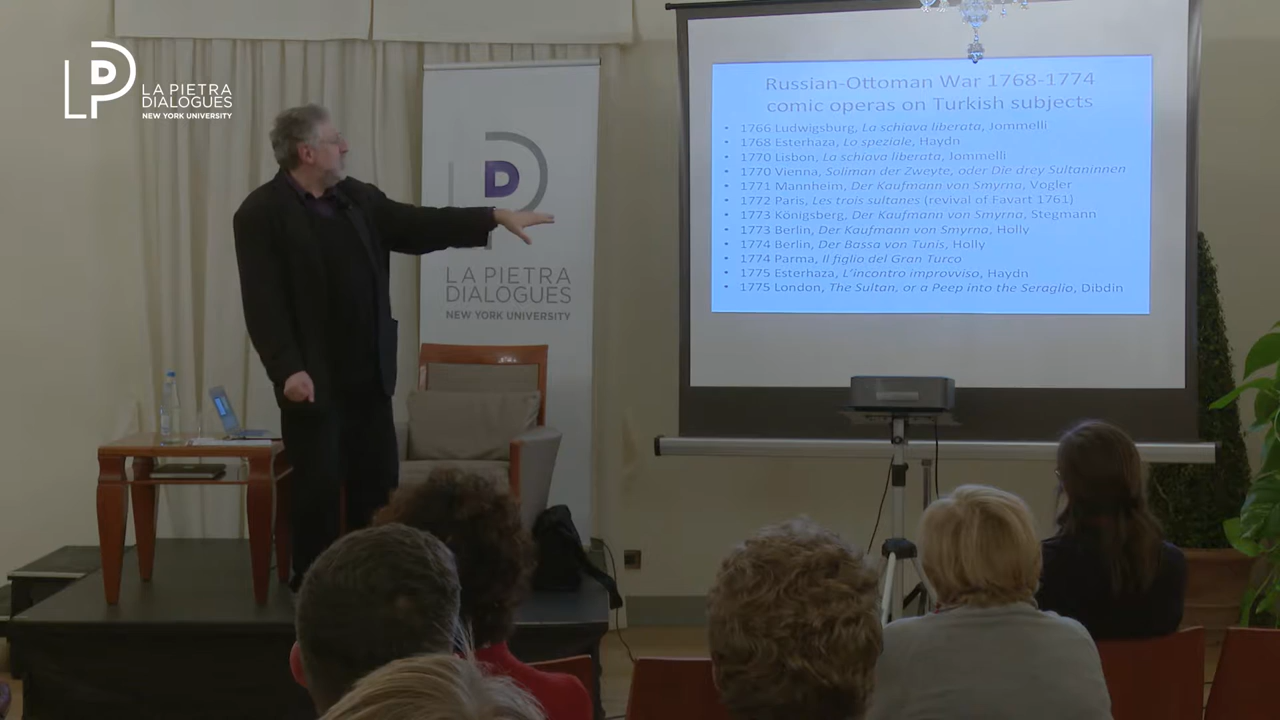 LA PIETRA
DIALOGUES
NEW YORK UNIVERSITY
LA PIETRA
DIALOGUES
NEW YORK UNIVERSITY
Russian-Ottoman War 1768-1774
comic operas on Turkish subjects
• 1766 Ludwigsburg, La schiava liberata, Jommelli
• 1768 Esterhaza, Lo speziale, Haydn
• 1770 Lisbon, La schiava liberata, Jommelli
• 1770 Vienna, Soliman der Zweyte, oder Die drey Sultaninnen
• 1771 Mannheim, Der Kaufmann von Smyrna, Vogler
• 1772 Paris, Les trois sultanes (revival of Favart 1761)
• 1773 Königsberg, Der Kaufmann von Smyrna, Stegmann
• 1773 Berlin, Der Kaufmann von Smyrna, Holly
• 1774 Berlin, Der Bassa von Tunis, Holly
• 1774 Parma, Il figlio del Gran Turco
• 1775 Esterhaza, L'incontro improvviso, Haydn
• 1775 London, The Sultan, or a Peep into the Seraglio, Dibdin